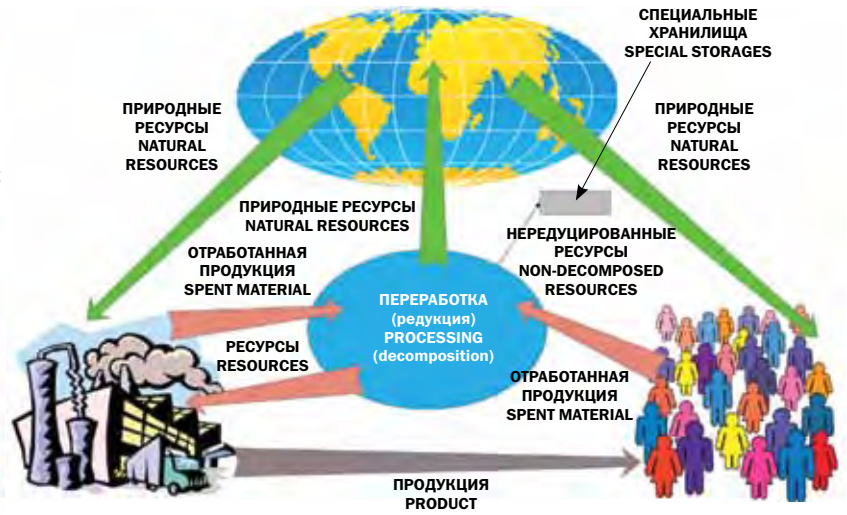 СПЕЦИАЛЬНЫЕ
ХРАНИЛИЩА
SPECIAL STORAGES
ПРИРОДНЫЕ
РЕСУРСЫ
NATURAL
RESOURCES
ПРИРОДНЫЕ
РЕСУРСЫ
NATURAL
RESOURCES
ПРИРОДНЫЕ РЕСУРСЫ
NATURAL RESOURCES
НЕРЕДУЦИРОВАННЫЕ
РЕСУРСЫ
NON-DECOMPOSED
RESOURCES
ОТРАБОТАННАЯ
ПРОДУКЦИЯ
SPENT MATERIAL
ПЕРЕРАБОТКА
(редукция)
PROCESSING
(decomposition)
РЕСУРСЫ
RESOURCES
ОТРАБОТАННАЯ
ПРОДУКЦИЯ
SPENT MATERIAL
ПРОДУКЦИЯ
PRODUCT